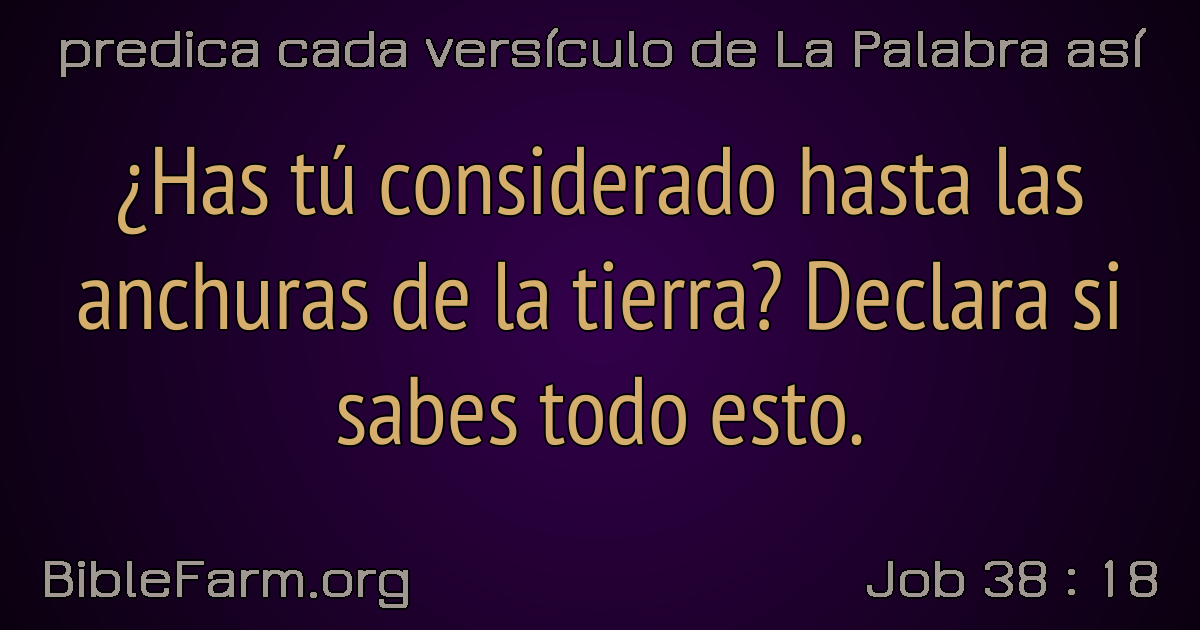 predica cada versículo de La Palabra así
¿Has tú considerado hasta las
anchuras de la tierra? Declara si
sabes todo esto.
BibleFarm.org
Job 38 : 18